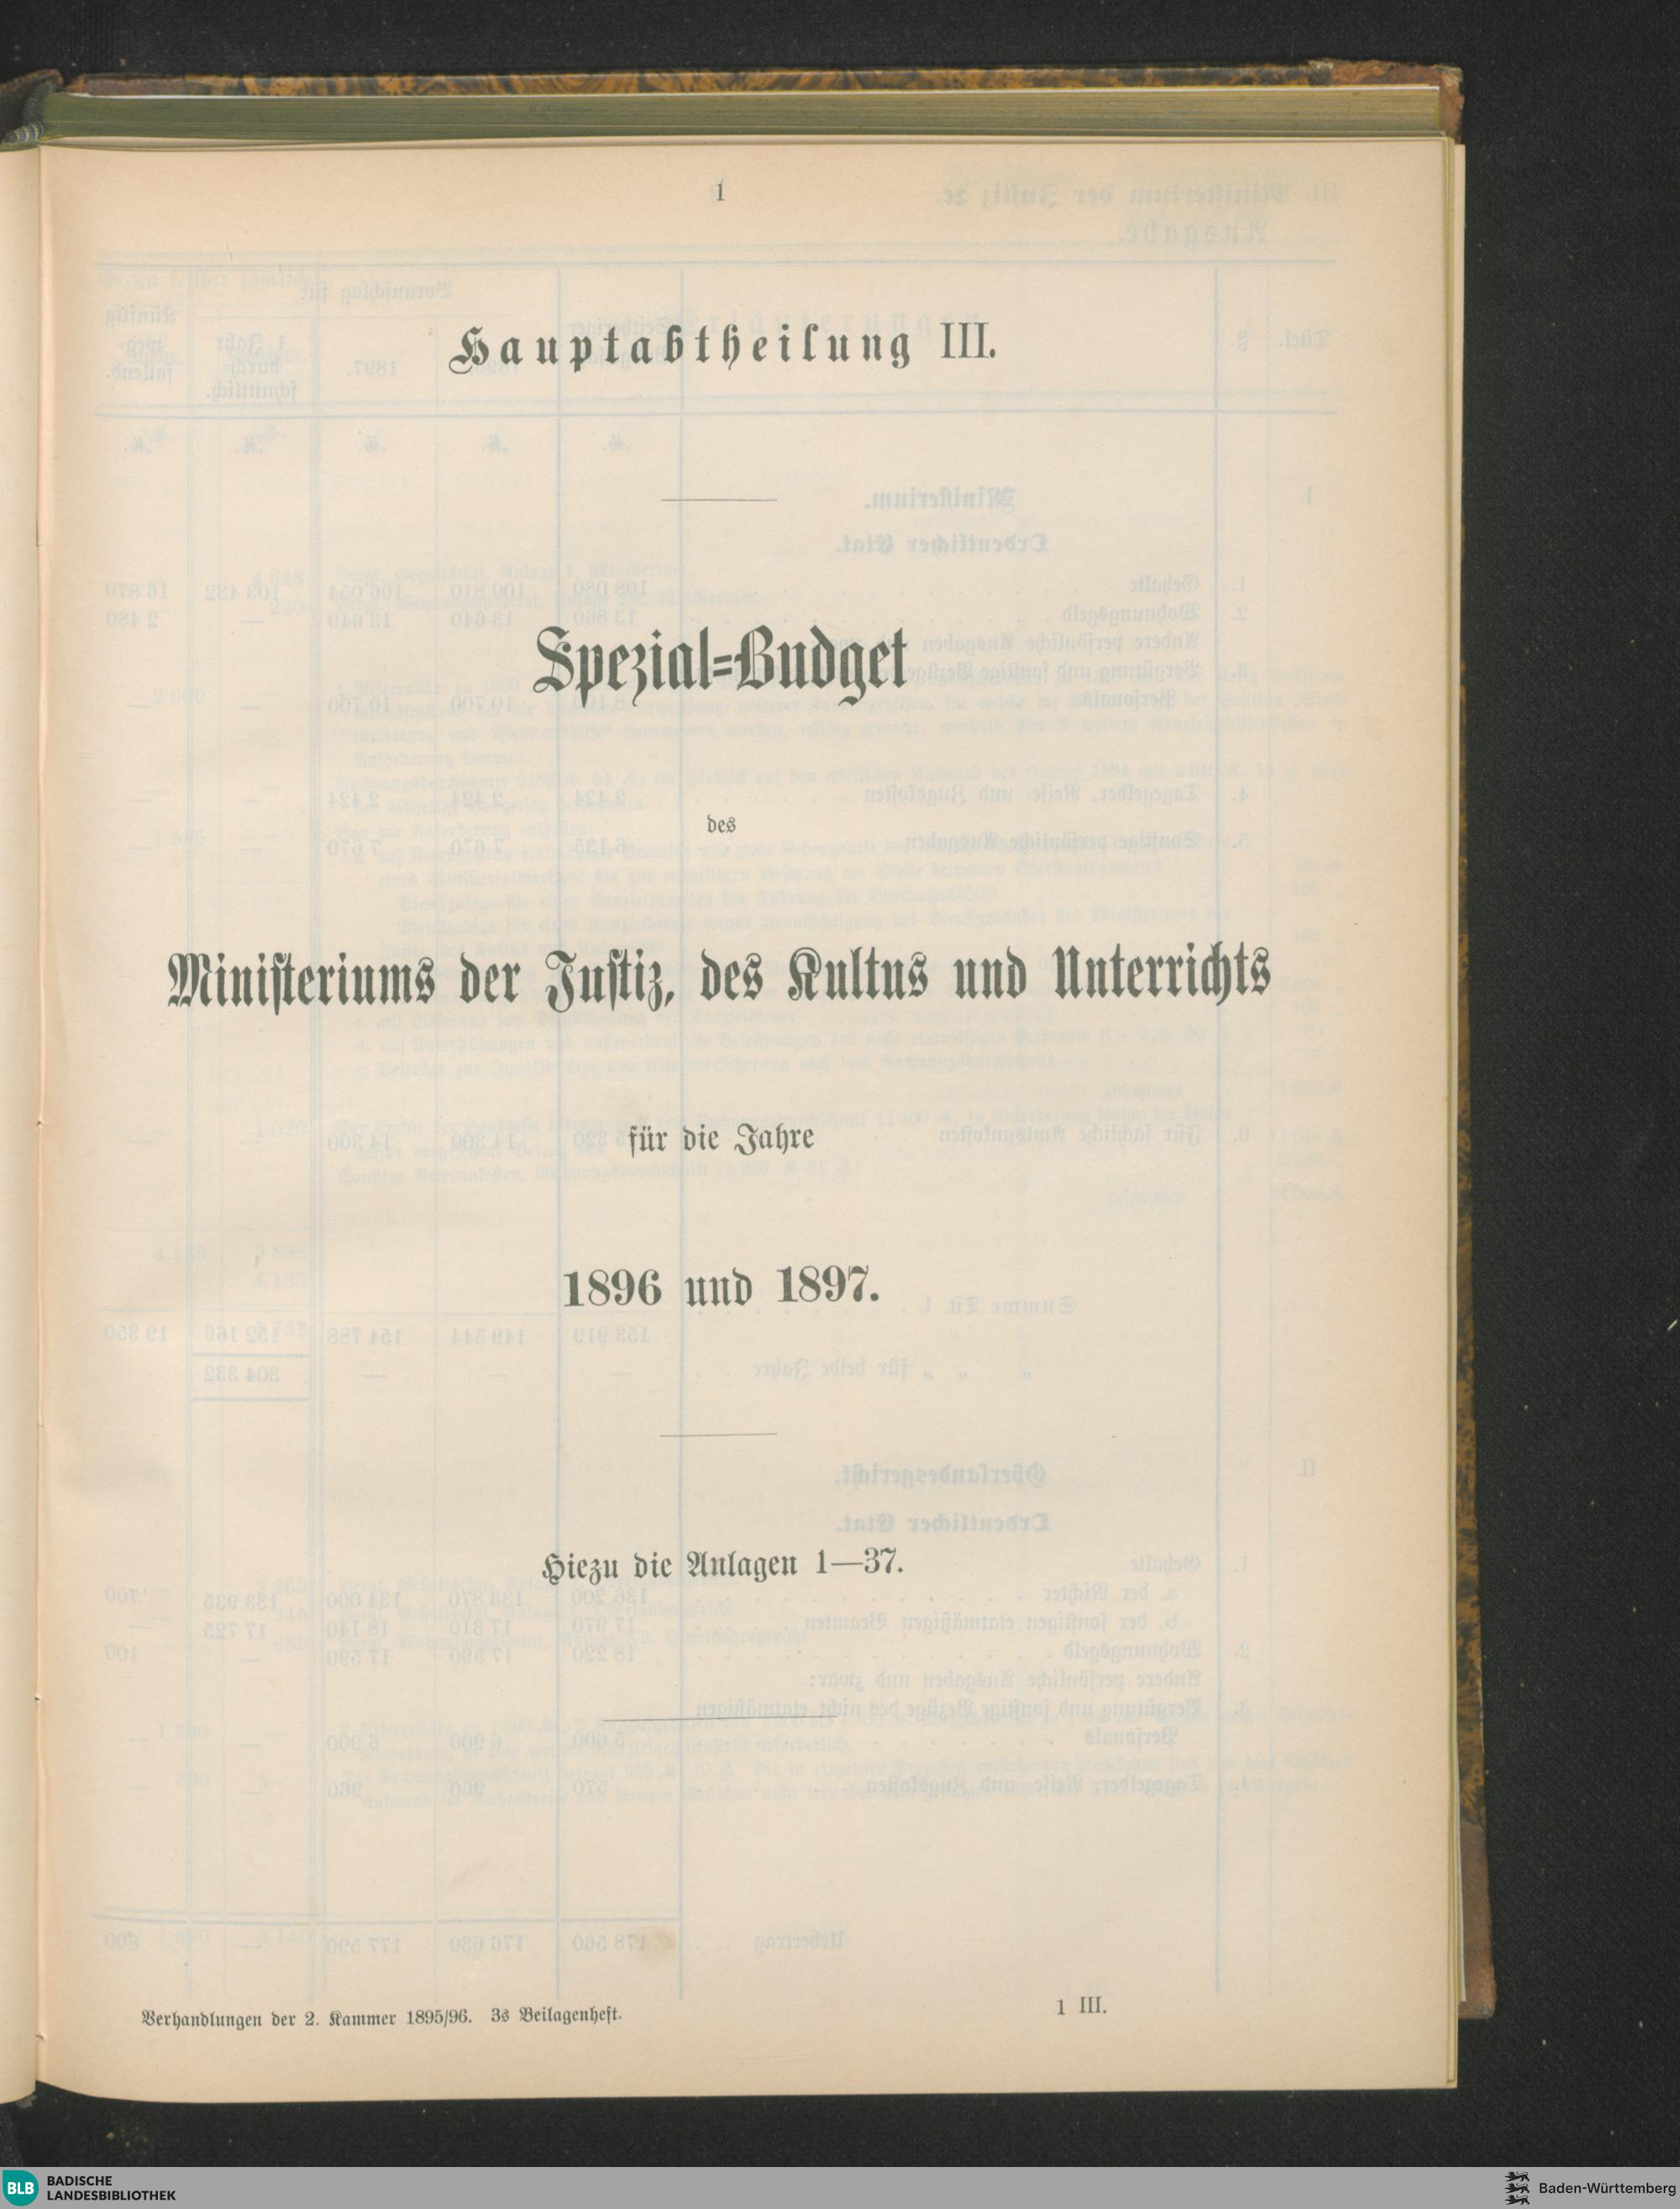 1
Hauptabtheilung III.
Spezial=Budget
des
Ministeriums der Justiz, des Kultus und Unterrichts
für die Jahre
1896 und 1897.
Hiezu die Anlagen 1—37.
Verhandlungen der 2. Kammer 1895/96. 3s Beilagenheft.
1 III.
BLB BADISCHE
LANDESBIBLIOTHEK
Baden-Württemberg